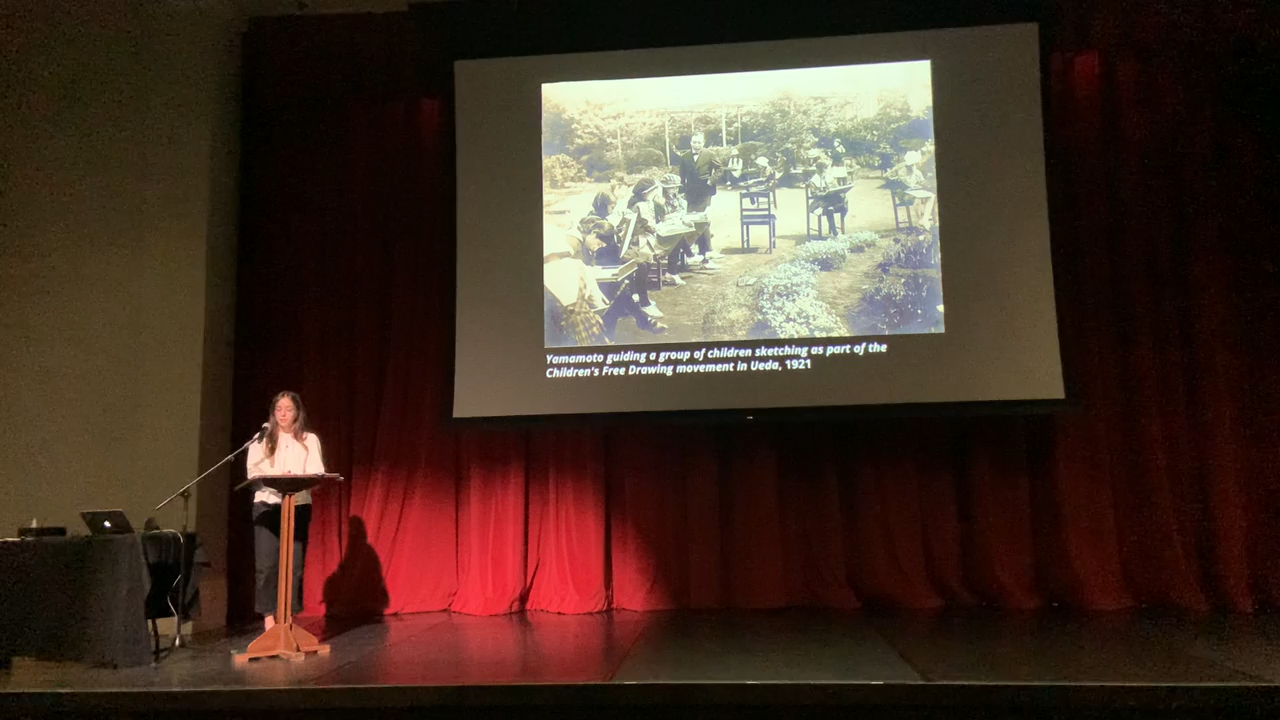 Yamamoto guiding a group of children sketching as part of the
Children's Free Drawing movement in Ueda, 1921